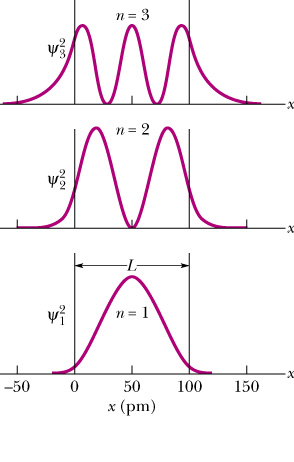 n = 3
ψ₃²
x
n = 2
ψ₂²
x
L
ψ₁²
n = 1
x
–50 0 50 100 150
x (pm)